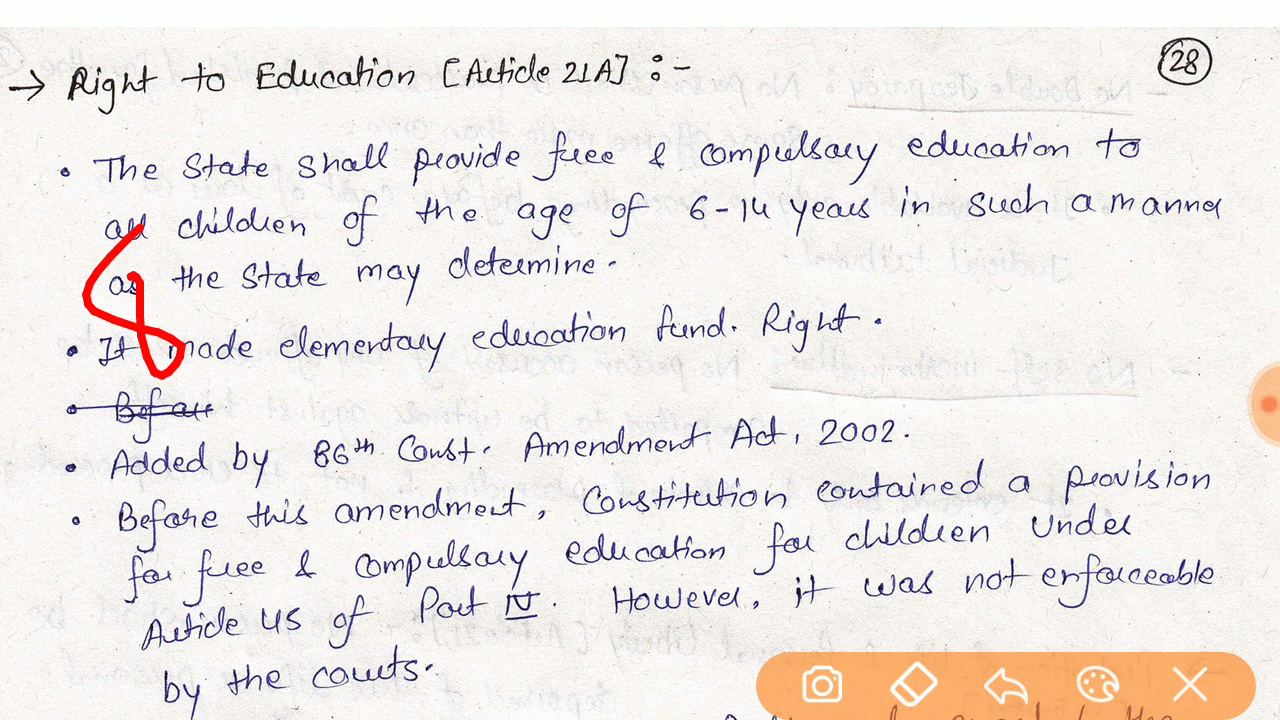 → Right to Education [Article 21A] :-
28
• The State shall provide free & compulsary education to
all children of the age of 6-14 years in such a manner
as the State may determine.
• It made elementary education fund. Right.
• Befor
• Added by 86th Const. Amendment Act, 2002.
• Before this amendment, Constitution contained a provision
for free & compulsary education for children under
Article 45 of Part IV. However, it was not enforceable
by the courts.